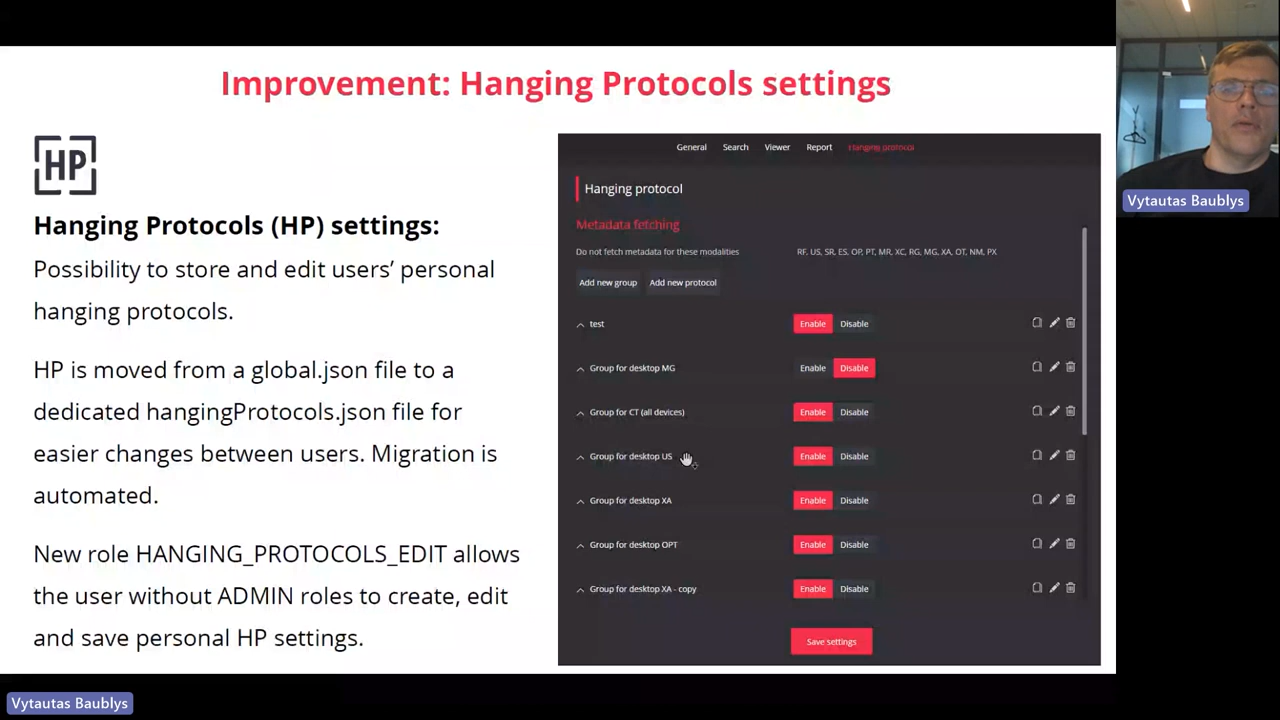 Improvement: Hanging Protocols settings
HP
Hanging Protocols (HP) settings:
Possibility to store and edit users’ personal
hanging protocols.
HP is moved from a global.json file to a
dedicated hangingProtocols.json file for
easier changes between users. Migration is
automated.
New role HANGING_PROTOCOLS_EDIT allows
the user without ADMIN roles to create, edit
and save personal HP settings.
General Search Viewer Report Hanging protocol
Hanging protocol
Metadata fetching
Do not fetch metadata for these modalities RF, US, SR, ES, OP, PT, MR, XC, RG, MG, XA, OT, NM, PX
Add new group Add new protocol
test Enable Disable
Group for desktop MG Enable Disable
Group for CT (all devices) Enable Disable
Group for desktop US Enable Disable
Group for desktop XA Enable Disable
Group for desktop OPT Enable Disable
Group for desktop XA - copy Enable Disable
Save settings
Vytautas Baublys
Vytautas Baublys